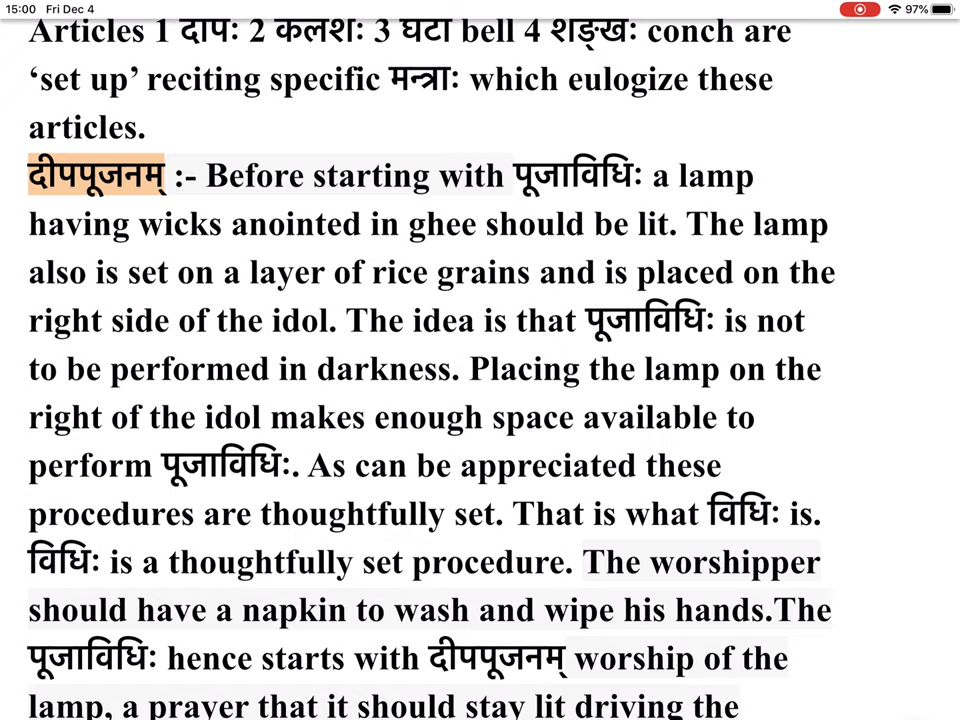 15:00 Fri Dec 4 97%
Articles 1 दीपः 2 कलशः 3 घंटा bell 4 शङ्खः conch are
‘set up’ reciting specific मन्त्राः which eulogize these
articles.
दीपपूजनम् :- Before starting with पूजाविधिः a lamp
having wicks anointed in ghee should be lit. The lamp
also is set on a layer of rice grains and is placed on the
right side of the idol. The idea is that पूजाविधिः is not
to be performed in darkness. Placing the lamp on the
right of the idol makes enough space available to
perform पूजाविधिः. As can be appreciated these
procedures are thoughtfully set. That is what विधिः is.
विधिः is a thoughtfully set procedure. The worshipper
should have a napkin to wash and wipe his hands.The
पूजाविधिः hence starts with दीपपूजनम् worship of the
lamp, a prayer that it should stay lit driving the